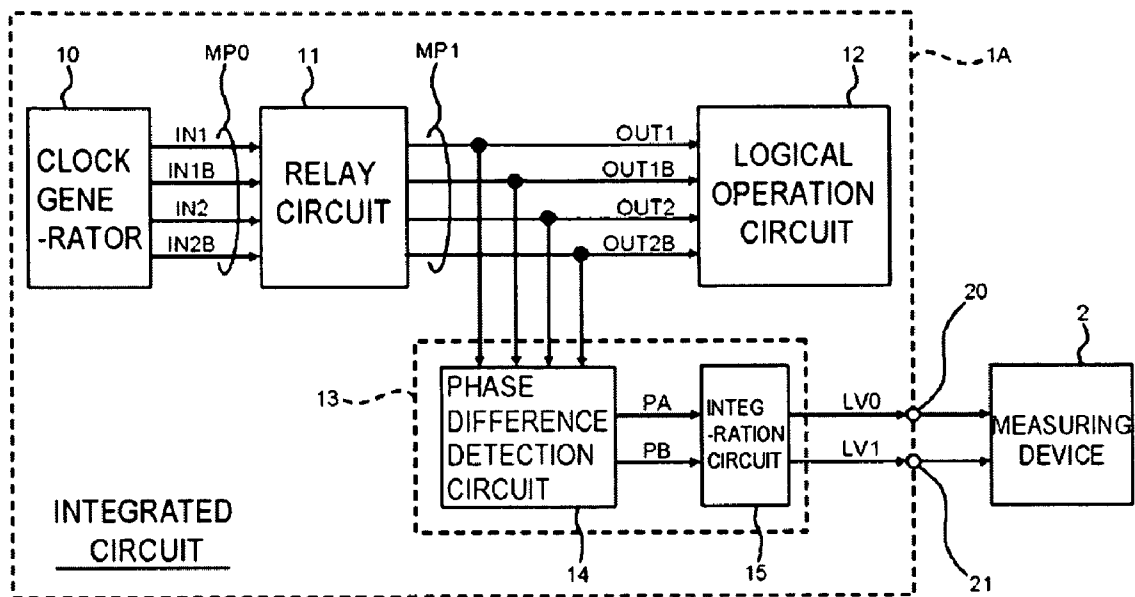 10
MP0
11
MP1
12
1A
CLOCK
GENE
-RATOR
IN1
IN1B
IN2
IN2B
RELAY
CIRCUIT
OUT1
OUT1B
OUT2
OUT2B
LOGICAL
OPERATION
CIRCUIT
13
PHASE
DIFFERENCE
DETECTION
CIRCUIT
PA
PB
INTEG
-RATION
CIRCUIT
LV0
LV1
20
2
MEASURING
DEVICE
INTEGRATED
CIRCUIT
14
15
21